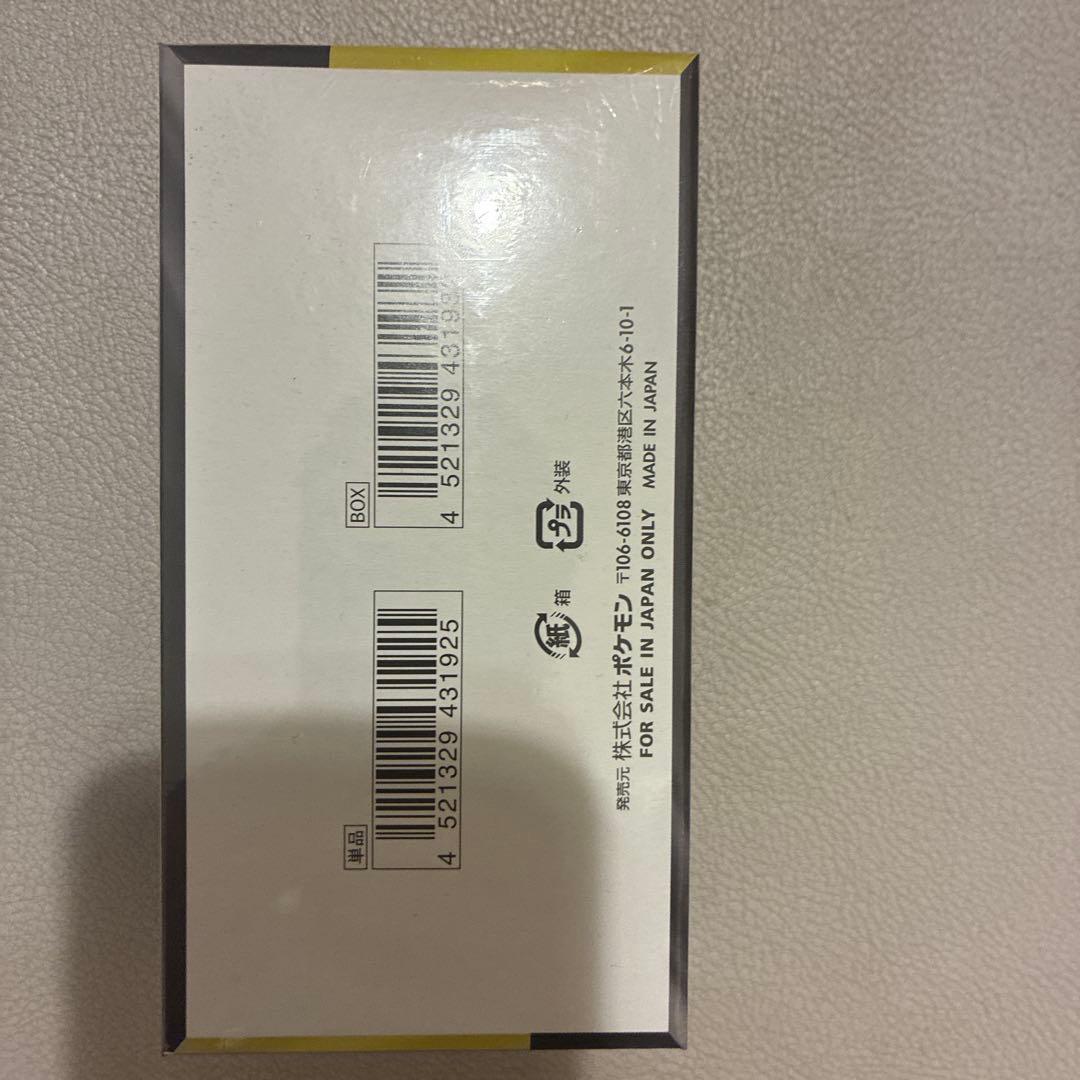 単品
4 521329 431925
BOX
4 521329 43193
紙 箱
プラ 外装
発売元 株式会社 ポケモン 〒106-6108 東京都港区六本木6-10-1
FOR SALE IN JAPAN ONLY MADE IN JAPAN